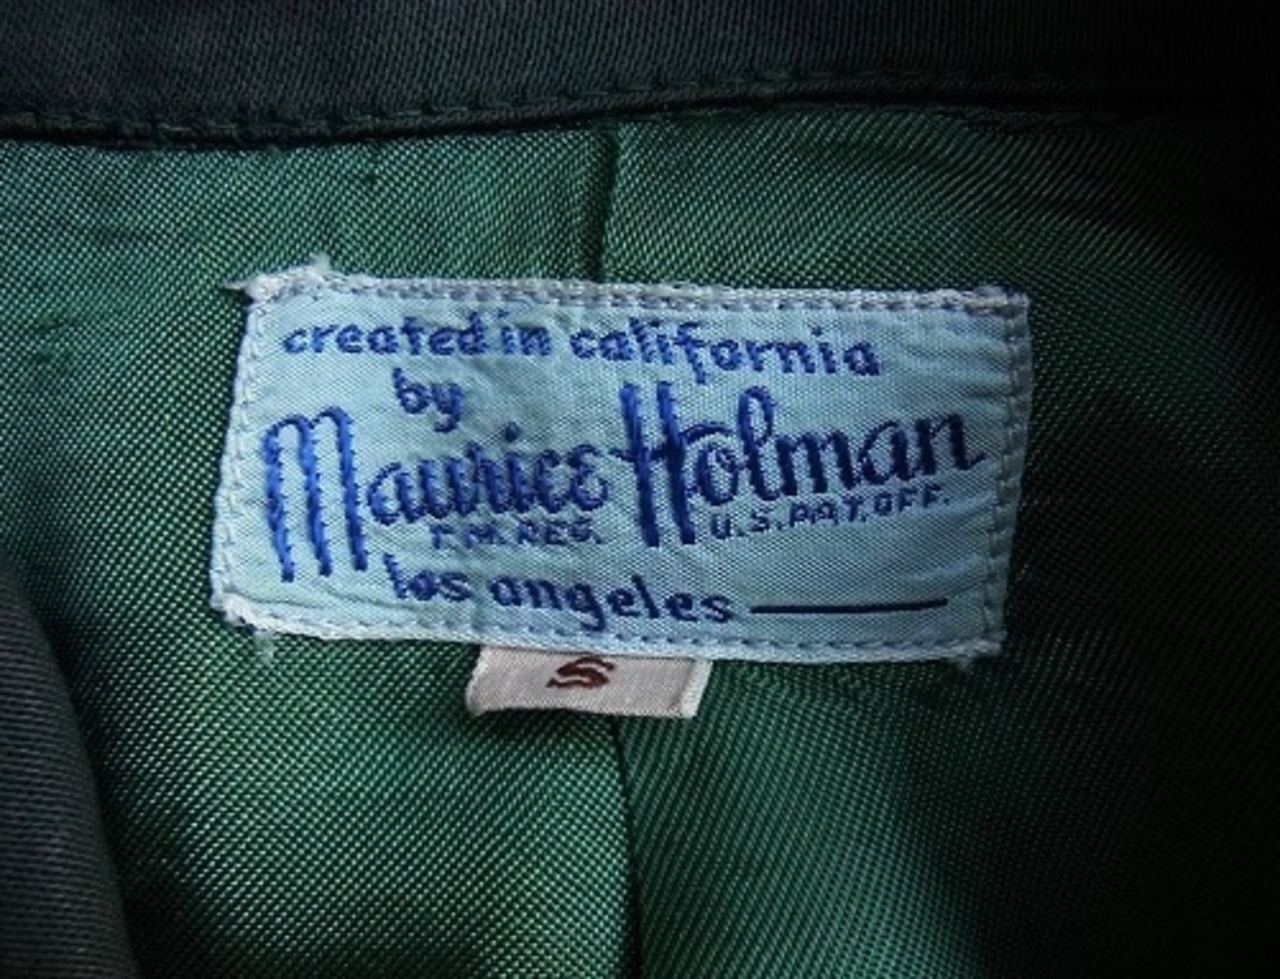 created in california
by
Maurice Holman
T.M. REG. U.S. PAT. OFF.
los angeles
S